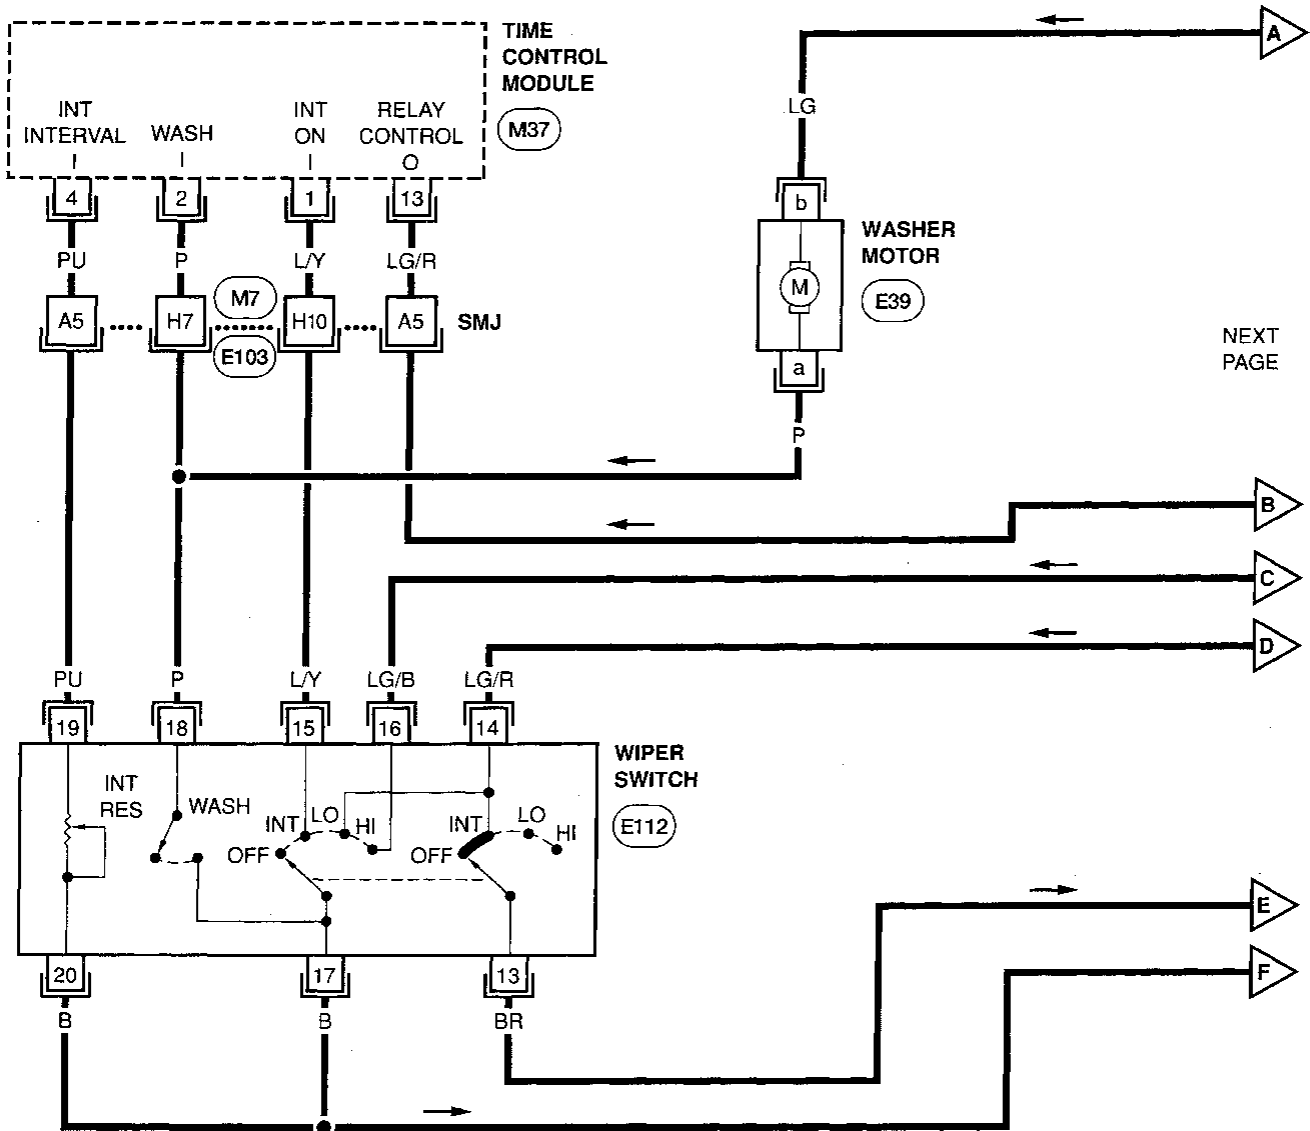 TIME
CONTROL
MODULE
M37
INT
INTERVAL
I
WASH
I
INT
ON
I
RELAY
CONTROL
O
4
2
1
13
PU
P
L/Y
LG/R
A5
H7
M7
E103
H10
A5
SMJ
A
LG
b
WASHER
MOTOR
M
E39
a
P
NEXT
PAGE
B
C
D
PU
P
L/Y
LG/B
LG/R
19
18
15
16
14
WIPER
SWITCH
E112
INT
RES
WASH
INT
LO
HI
OFF
INT
LO
HI
OFF
20
17
13
B
B
BR
E
F